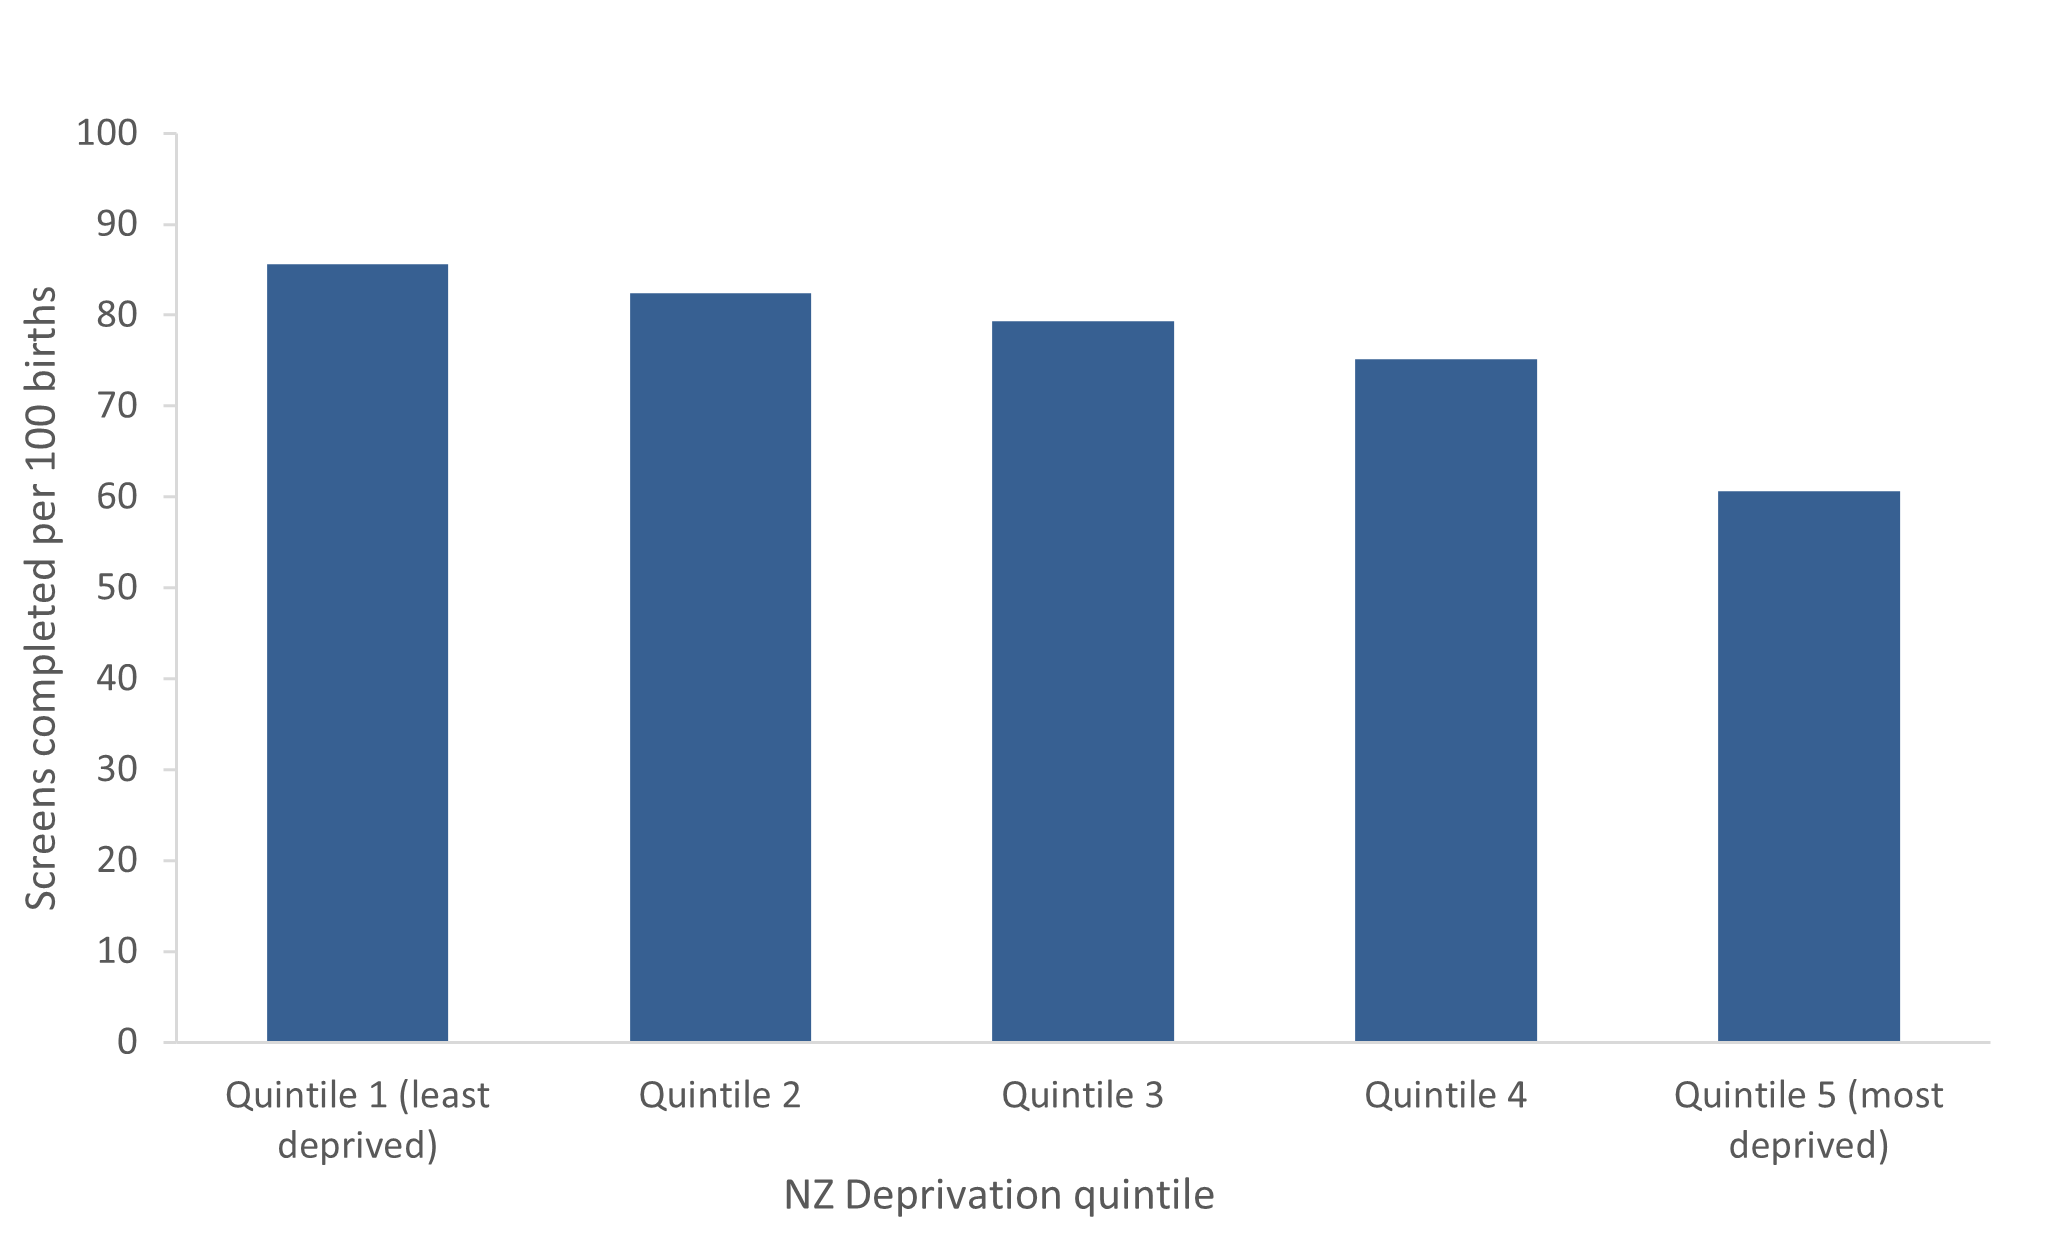 Screens completed per 100 births
100
90
80
70
60
50
40
30
20
10
0
Quintile 1 (least
deprived)
Quintile 2
Quintile 3
Quintile 4
Quintile 5 (most
deprived)
NZ Deprivation quintile